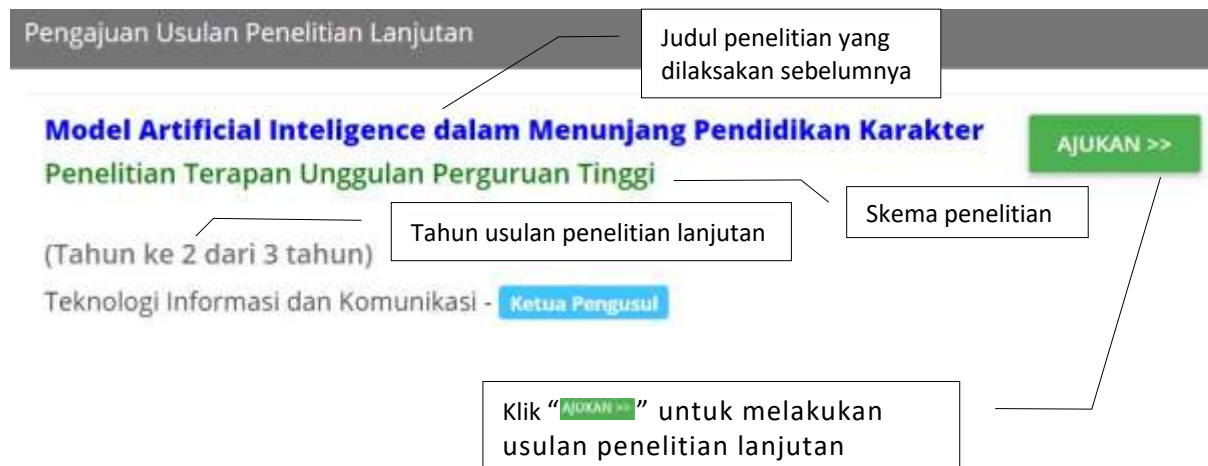 Pengajuan Usulan Penelitian Lanjutan
Judul penelitian yang
dilaksakan sebelumnya
Model Artificial Inteligence dalam Menunjang Pendidikan Karakter
AJUKAN >>
Penelitian Terapan Unggulan Perguruan Tinggi
Skema penelitian
Tahun usulan penelitian lanjutan
(Tahun ke 2 dari 3 tahun)
Teknologi Informasi dan Komunikasi - Ketua Pengusul
Klik “AJUKAN >>” untuk melakukan
usulan penelitian lanjutan